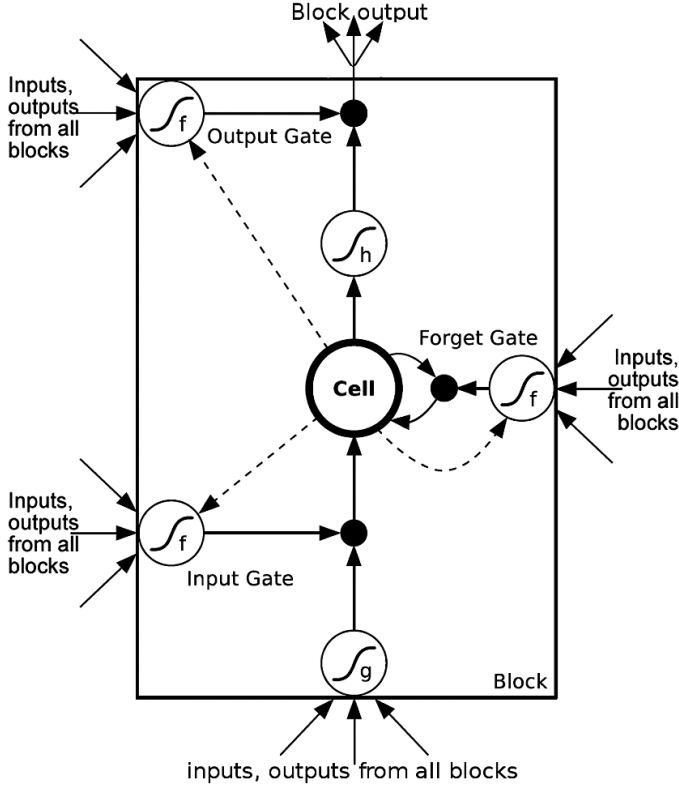 Block output
Inputs,
outputs
from all
blocks
f
Output Gate
h
Forget Gate
Cell
f
Inputs,
outputs
from all
blocks
Inputs,
outputs
from all
blocks
f
Input Gate
g
Block
inputs, outputs from all blocks